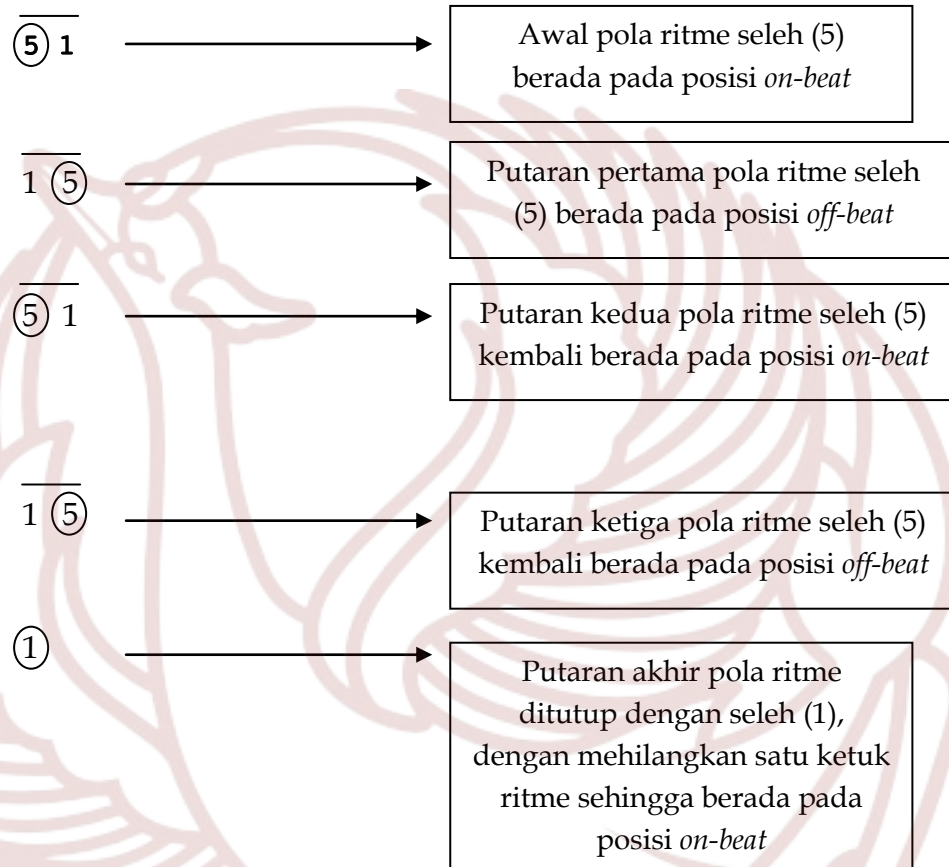 5 1
Awal pola ritme seleh (5)
berada pada posisi on-beat
1 5
Putaran pertama pola ritme seleh
(5) berada pada posisi off-beat
5 1
Putaran kedua pola ritme seleh (5)
kembali berada pada posisi on-beat
1 5
Putaran ketiga pola ritme seleh (5)
kembali berada pada posisi off-beat
1
Putaran akhir pola ritme
ditutup dengan seleh (1),
dengan mehilangkan satu ketuk
ritme sehingga berada pada
posisi on-beat